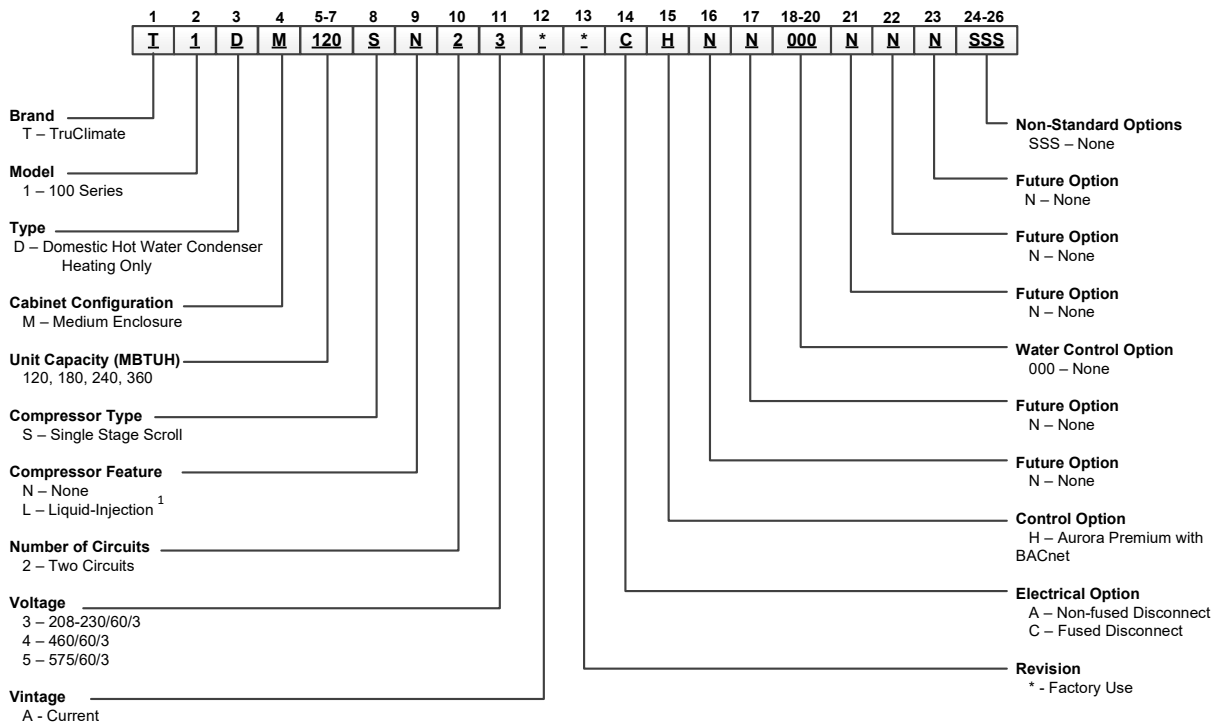 1 2 3 4 5-7 8 9 10 11 12 13 14 15 16 17 18-20 21 22 23 24-26
T 1 D M 120 S N 2 3 * * C H N N 000 N N N SSS
Brand
T – TruClimate
Model
1 – 100 Series
Type
D – Domestic Hot Water Condenser
Heating Only
Cabinet Configuration
M – Medium Enclosure
Unit Capacity (MBTUH)
120, 180, 240, 360
Compressor Type
S – Single Stage Scroll
Compressor Feature
N – None
L – Liquid-Injection 1
Number of Circuits
2 – Two Circuits
Voltage
3 – 208-230/60/3
4 – 460/60/3
5 – 575/60/3
Vintage
A - Current
Non-Standard Options
SSS – None
Future Option
N – None
Future Option
N – None
Future Option
N – None
Water Control Option
000 – None
Future Option
N – None
Future Option
N – None
Control Option
H – Aurora Premium with
BACnet
Electrical Option
A – Non-fused Disconnect
C – Fused Disconnect
Revision
* - Factory Use